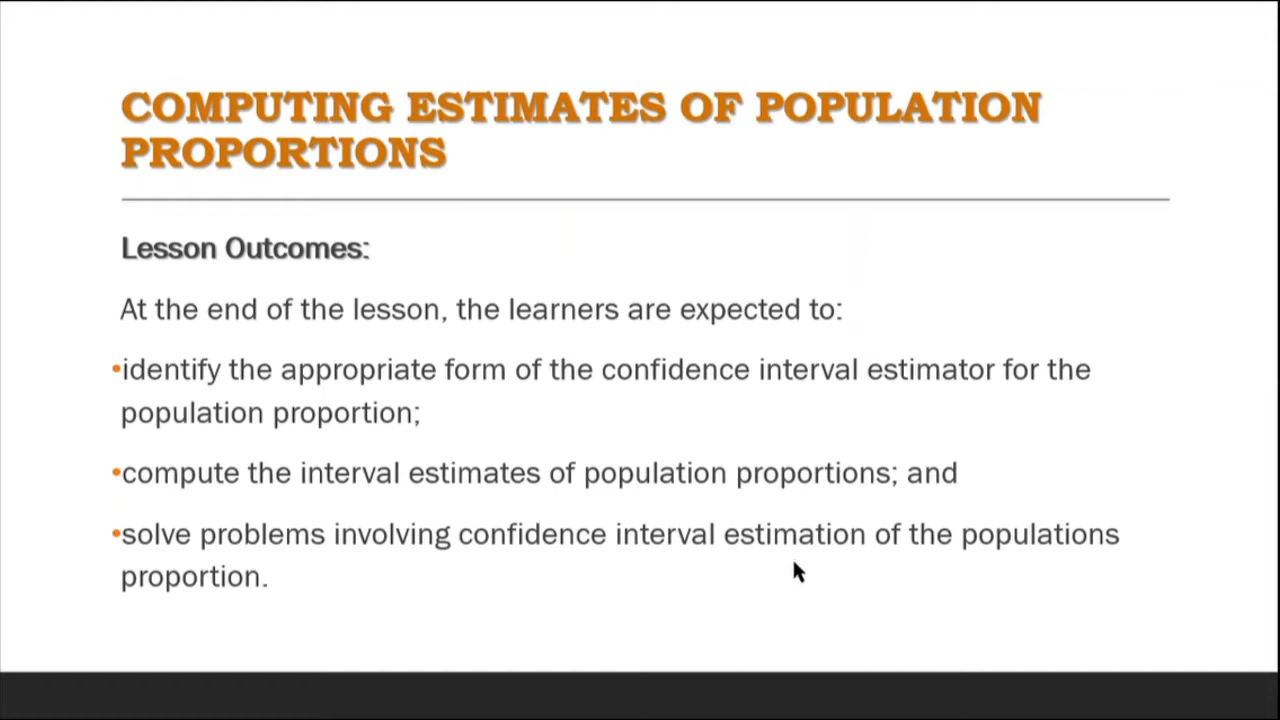 COMPUTING ESTIMATES OF POPULATION
PROPORTIONS
Lesson Outcomes:
At the end of the lesson, the learners are expected to:
•identify the appropriate form of the confidence interval estimator for the
population proportion;
•compute the interval estimates of population proportions; and
•solve problems involving confidence interval estimation of the populations
proportion.